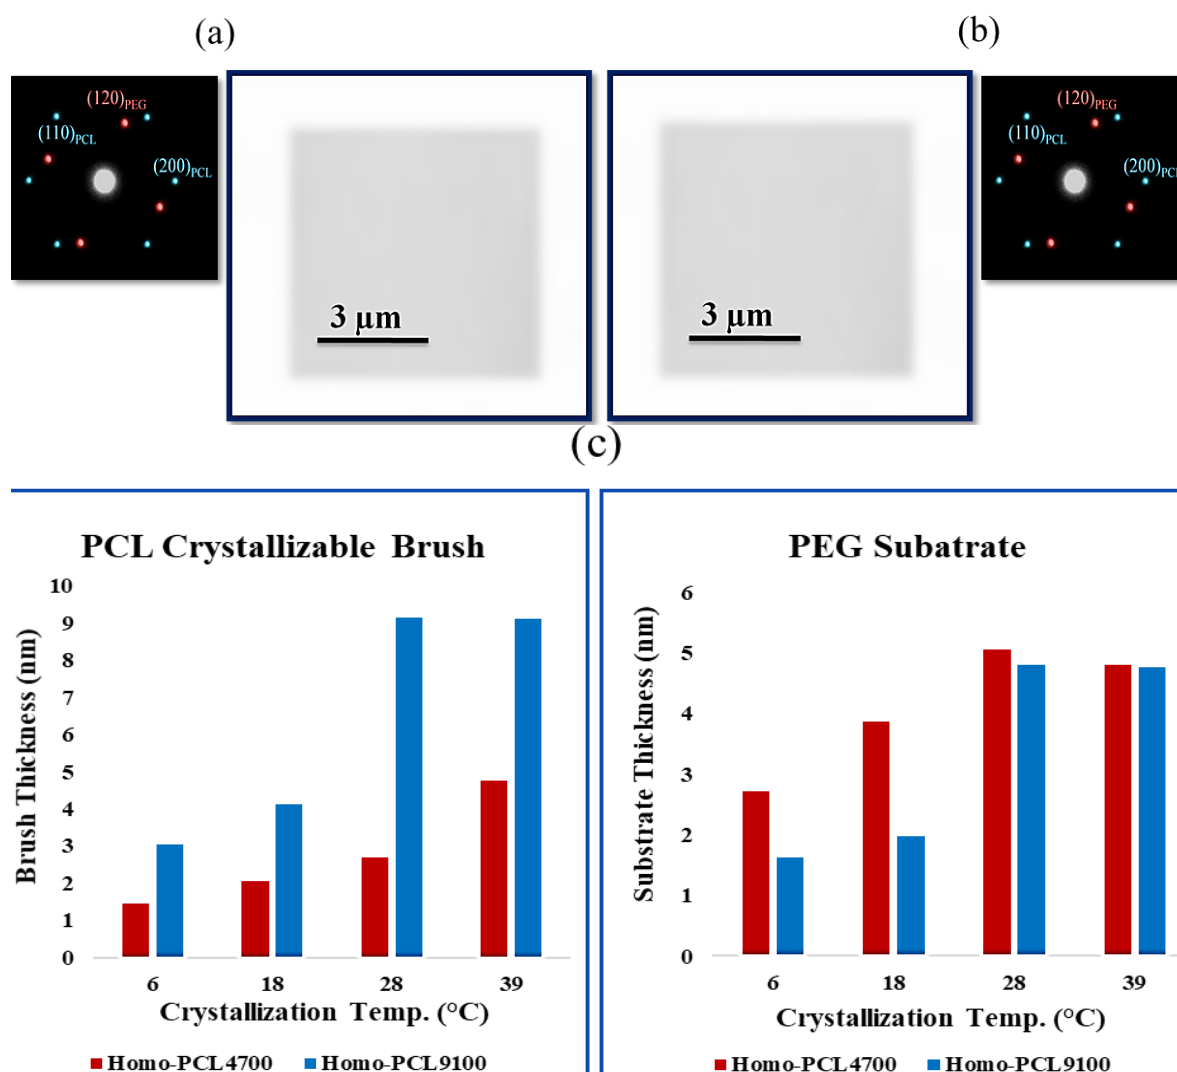 (a)
(b)
(120)PEG
(110)PCL
(200)PCL
3 µm
3 µm
(120)PEG
(110)PCL
(200)PCL
(c)
PCL Crystallizable Brush
Brush Thickness (nm)
10
9
8
7
6
5
4
3
2
1
0
6 18 28 39
Crystallization Temp. (°C)
Homo-PCL4700 Homo-PCL9100
PEG Subatrate
Substrate Thickness (nm)
6
5
4
3
2
1
0
6 18 28 39
Crystallization Temp. (°C)
Homo-PCL4700 Homo-PCL9100